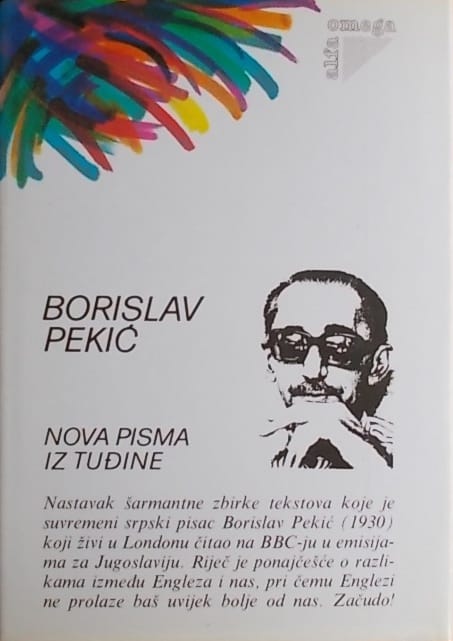 omega
alfa
BORISLAV
PEKIĆ
NOVA PISMA
IZ TUĐINE
Nastavak šarmantne zbirke tekstova koje je
suvremeni srpski pisac Borislav Pekić (1930)
koji živi u Londonu čitao na BBC-ju u emisija-
ma za Jugoslaviju. Riječ je ponajčešće o razli-
kama između Engleza i nas, pri čemu Englezi
ne prolaze baš uvijek bolje od nas. Začudo!